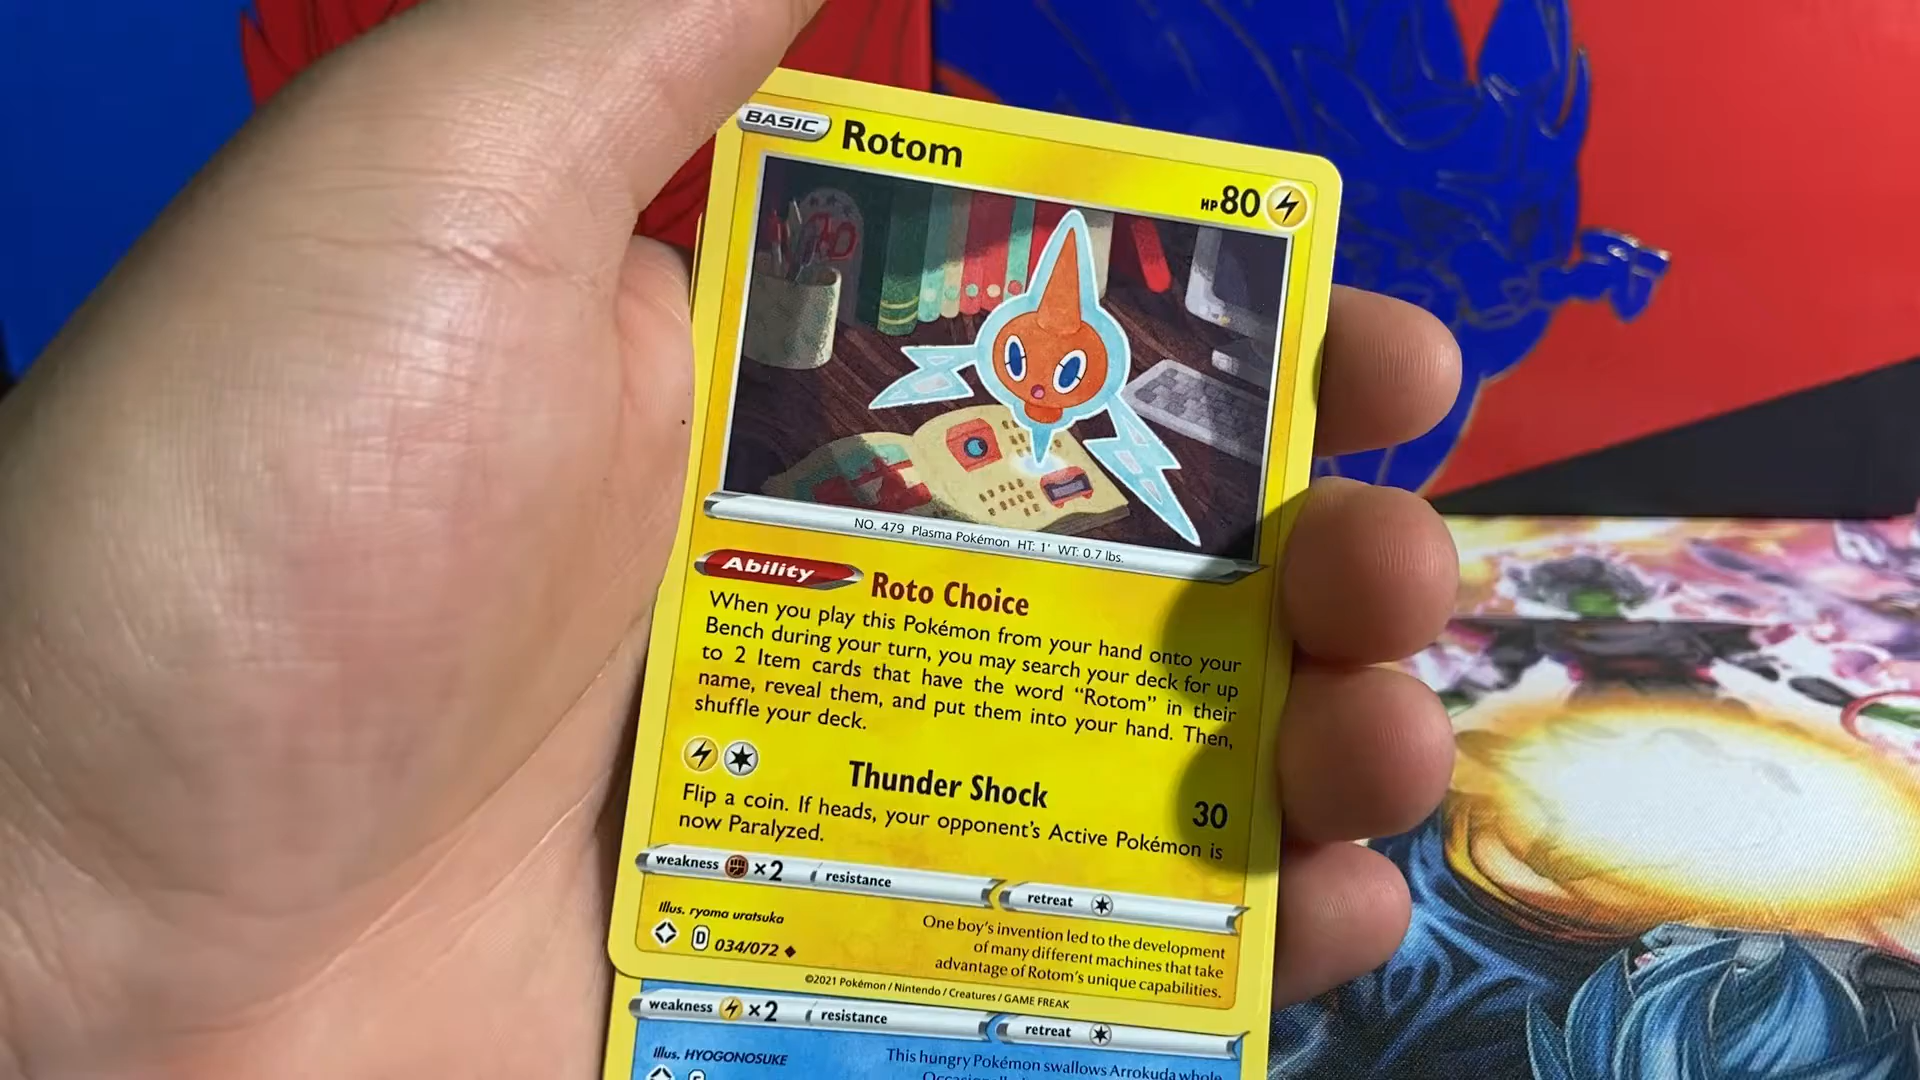 BASIC Rotom HP 80
NO. 479 Plasma Pokémon HT: 1' WT: 0.7 lbs.
Ability Roto Choice
When you play this Pokémon from your hand onto your
Bench during your turn, you may search your deck for up
to 2 Item cards that have the word “Rotom” in their
name, reveal them, and put them into your hand. Then,
shuffle your deck.
Thunder Shock 30
Flip a coin. If heads, your opponent’s Active Pokémon is
now Paralyzed.
weakness ×2 resistance retreat
Illus. ryoma uratsuka
D 034/072
One boy’s invention led to the development
of many different machines that take
advantage of Rotom’s unique capabilities.
©2021 Pokémon / Nintendo / Creatures / GAME FREAK
weakness ×2 resistance retreat
Illus. HYOGONOSUKE
This hungry Pokémon swallows Arrokuda whole.